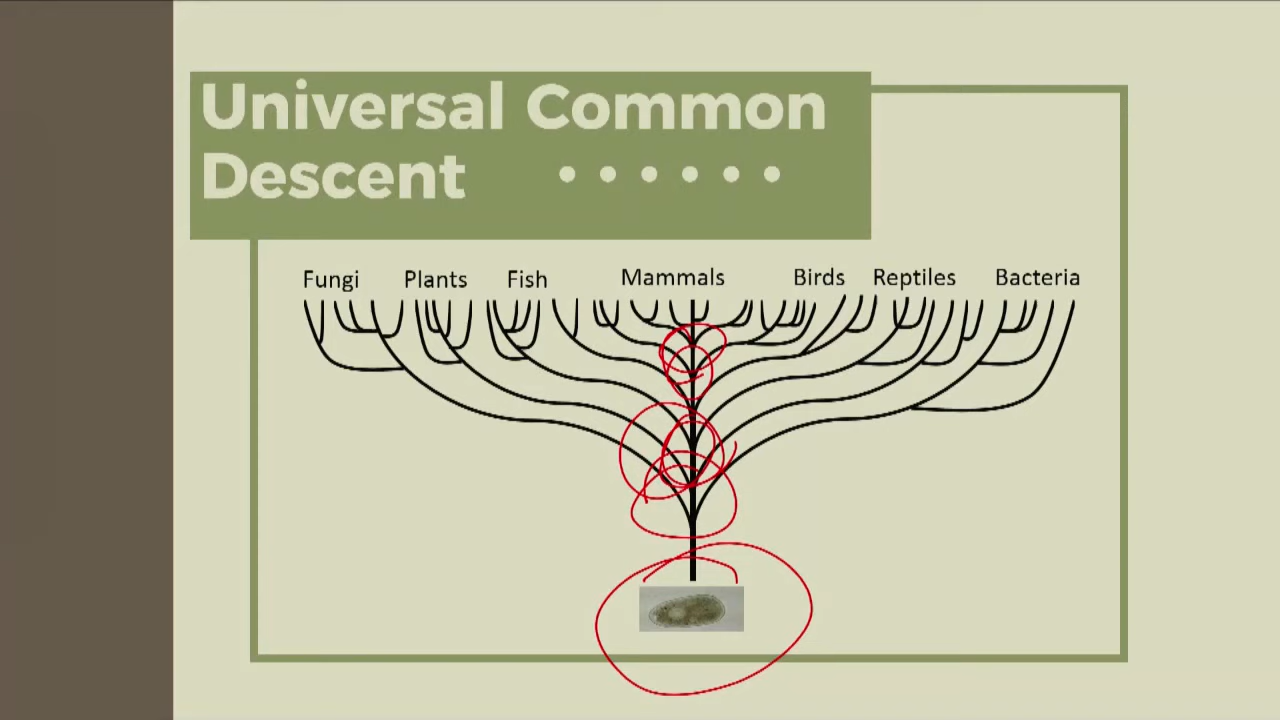 Universal Common
Descent
Fungi Plants Fish Mammals Birds Reptiles Bacteria